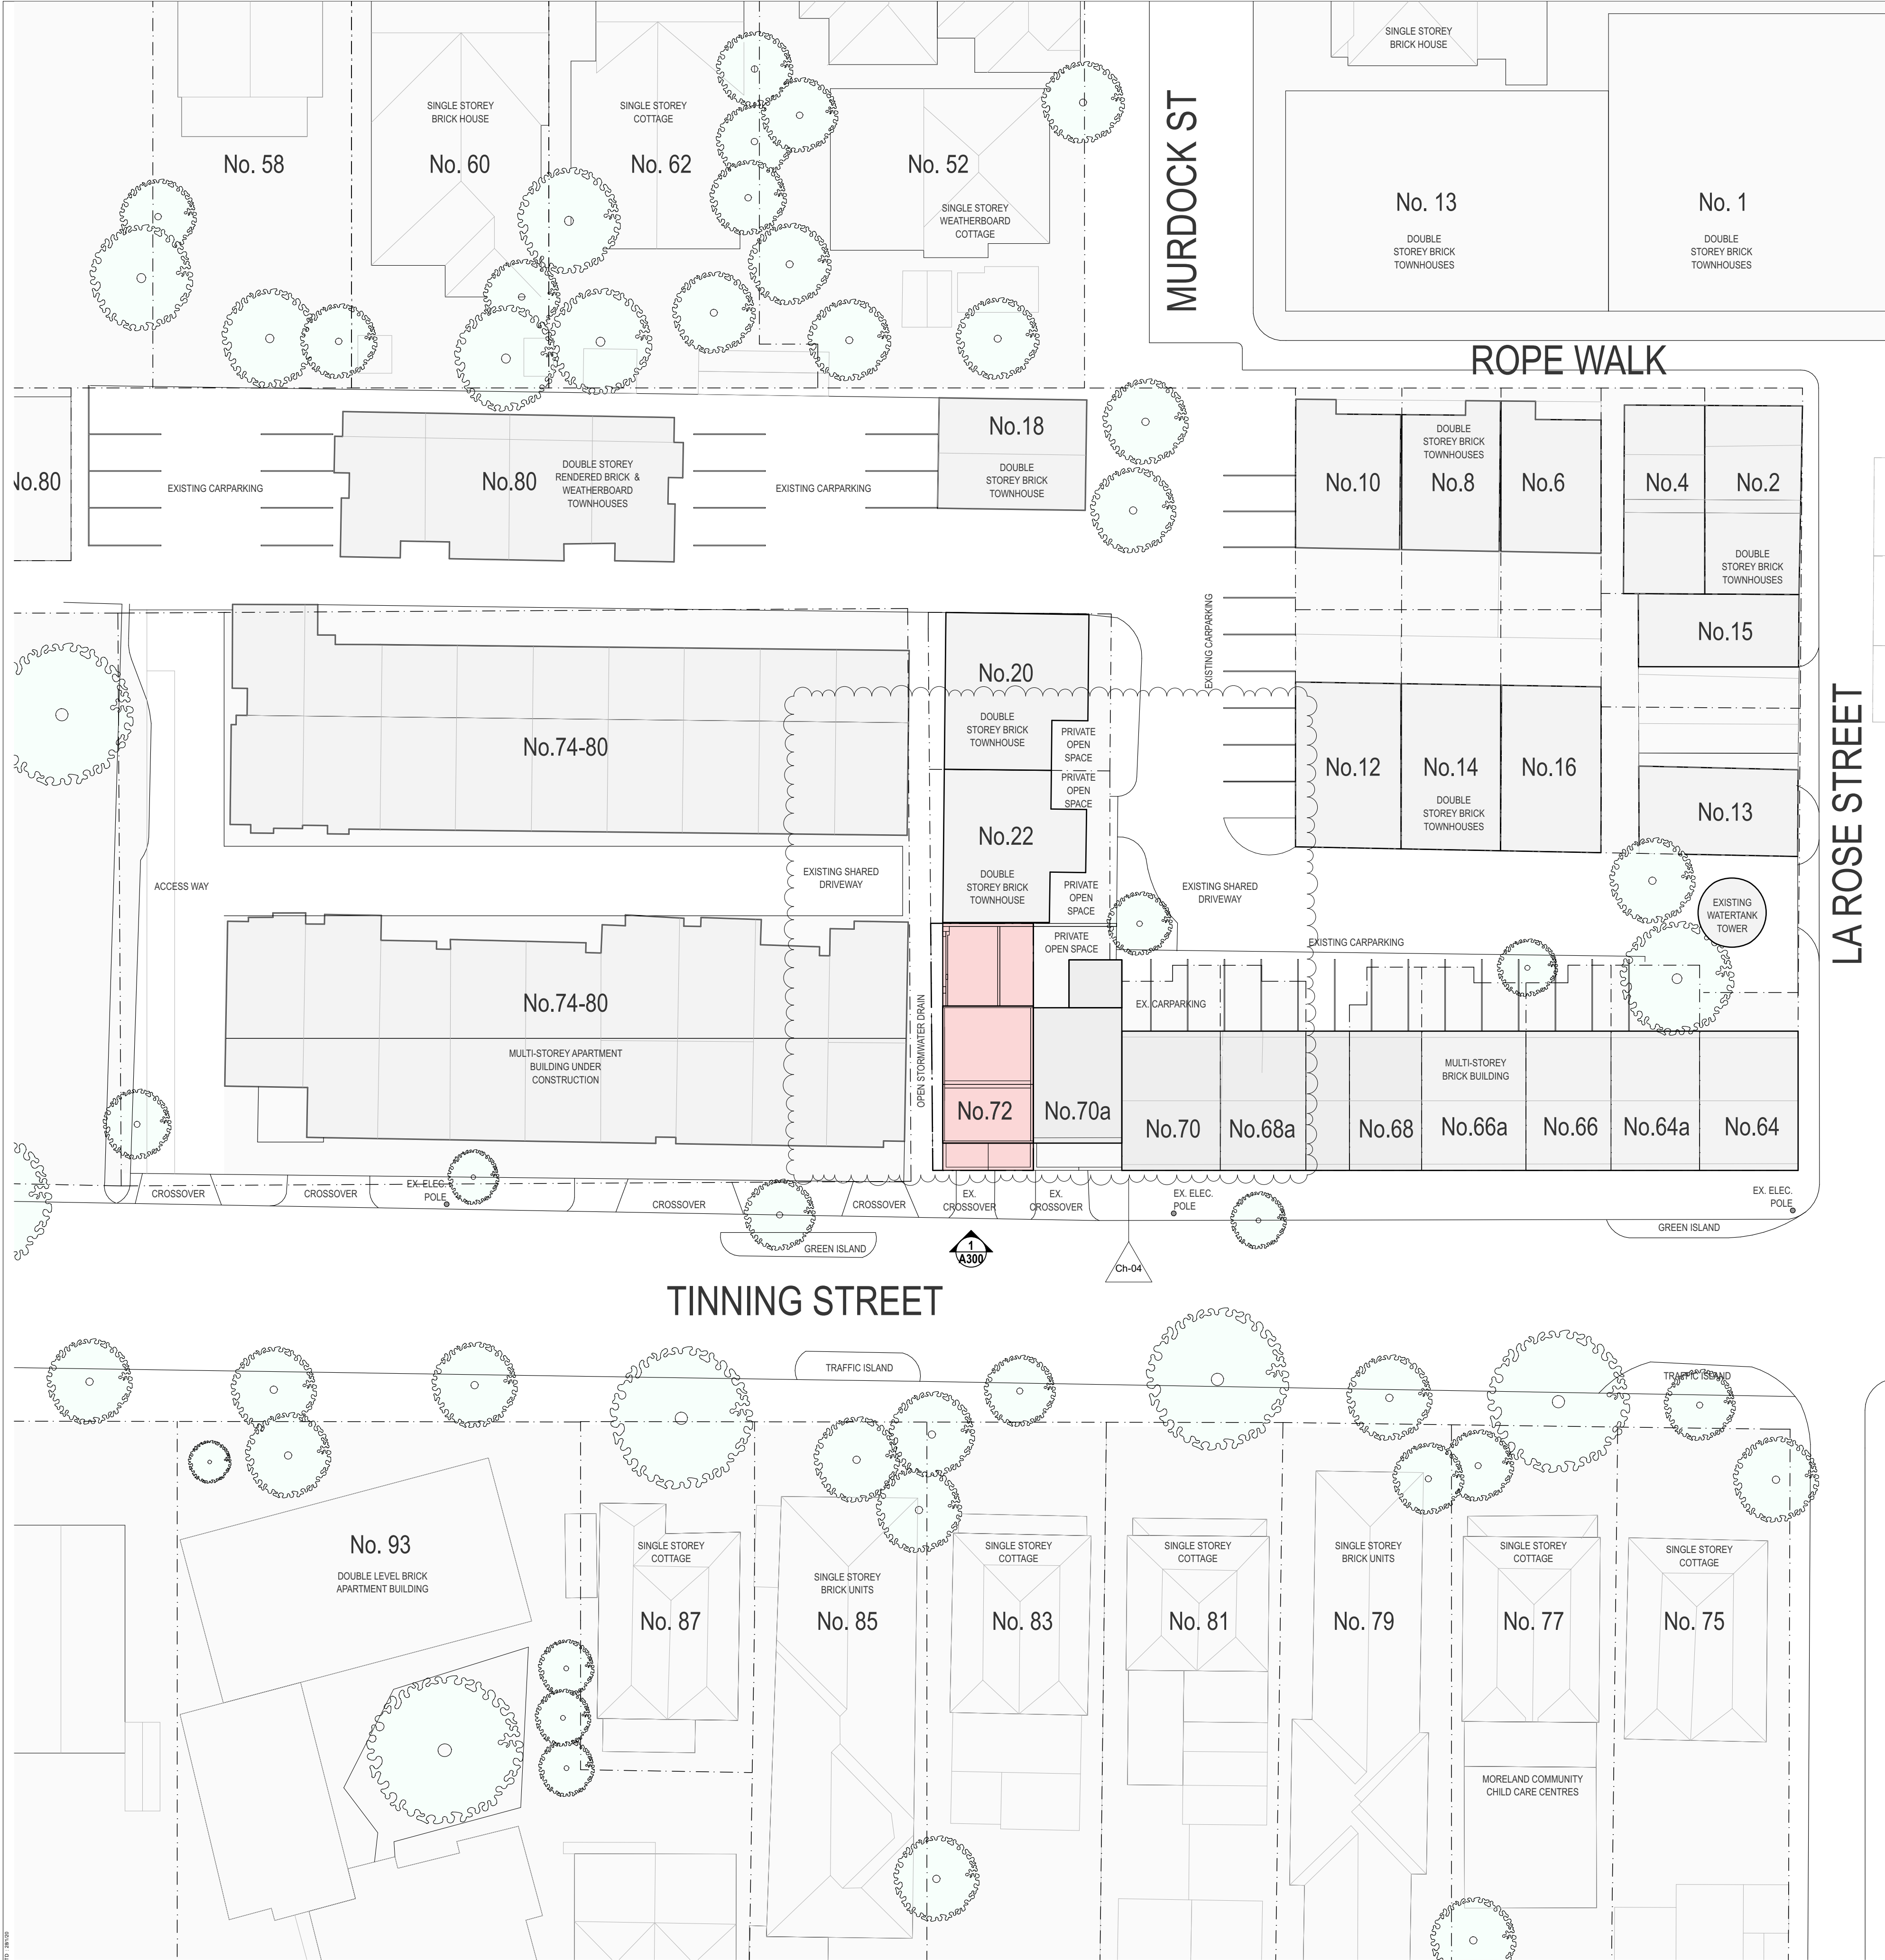 SINGLE STOREY
BRICK HOUSE
SINGLE STOREY
BRICK HOUSE
SINGLE STOREY
COTTAGE
No. 58
No. 60
No. 62
No. 52
SINGLE STOREY
WEATHERBOARD
COTTAGE
MURDOCK ST
No. 13
DOUBLE
STOREY BRICK
TOWNHOUSES
No. 1
DOUBLE
STOREY BRICK
TOWNHOUSES
ROPE WALK
No.80
EXISTING CARPARKING
No.80
DOUBLE STOREY
RENDERED BRICK &
WEATHERBOARD
TOWNHOUSES
EXISTING CARPARKING
No.18
DOUBLE
STOREY BRICK
TOWNHOUSE
No.10
DOUBLE
STOREY BRICK
TOWNHOUSES
No.8
No.6
No.4
No.2
DOUBLE
STOREY BRICK
TOWNHOUSES
No.15
EXISTING CARPARKING
No.20
DOUBLE
STOREY BRICK
TOWNHOUSE
PRIVATE
OPEN
SPACE
PRIVATE
OPEN
SPACE
No.74-80
No.12
No.14
DOUBLE
STOREY BRICK
TOWNHOUSES
No.16
No.13
LA ROSE STREET
No.22
DOUBLE
STOREY BRICK
TOWNHOUSE
PRIVATE
OPEN
SPACE
ACCESS WAY
EXISTING SHARED
DRIVEWAY
EXISTING SHARED
DRIVEWAY
EXISTING
WATERTANK
TOWER
PRIVATE
OPEN SPACE
EXISTING CARPARKING
No.74-80
MULTI-STOREY APARTMENT
BUILDING UNDER
CONSTRUCTION
OPEN STORMWATER DRAIN
EX. CARPARKING
MULTI-STOREY
BRICK BUILDING
No.72
No.70a
No.70
No.68a
No.68
No.66a
No.66
No.64a
No.64
CROSSOVER
CROSSOVER
EX. ELEC.
POLE
CROSSOVER
CROSSOVER
EX.
CROSSOVER
EX.
CROSSOVER
EX. ELEC.
POLE
EX. ELEC.
POLE
GREEN ISLAND
GREEN ISLAND
1
A300
Ch-04
TINNING STREET
TRAFFIC ISLAND
TRAFFIC ISLAND
No. 93
DOUBLE LEVEL BRICK
APARTMENT BUILDING
SINGLE STOREY
COTTAGE
No. 87
SINGLE STOREY
BRICK UNITS
No. 85
SINGLE STOREY
COTTAGE
No. 83
SINGLE STOREY
COTTAGE
No. 81
SINGLE STOREY
BRICK UNITS
No. 79
SINGLE STOREY
COTTAGE
No. 77
SINGLE STOREY
COTTAGE
No. 75
MORELAND COMMUNITY
CHILD CARE CENTRES